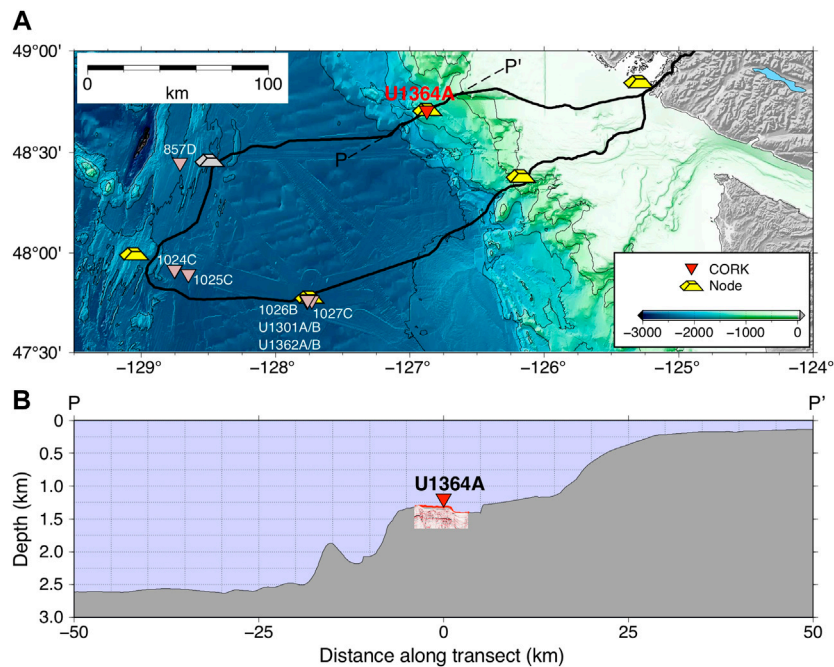 A
49°00'
48°30'
48°00'
47°30'
0 100
km
P'
U1364A
P
857D
1024C
1025C
1026B 1027C
U1301A/B
U1362A/B
CORK
Node
−3000 −2000 −1000 0
−129 −128 −127 −126 −125 −124°
B
P P'
Depth (km)
0
0.5
1.0
1.5
2.0
2.5
3.0
U1364A
−50 −25 0 25 50
Distance along transect (km)